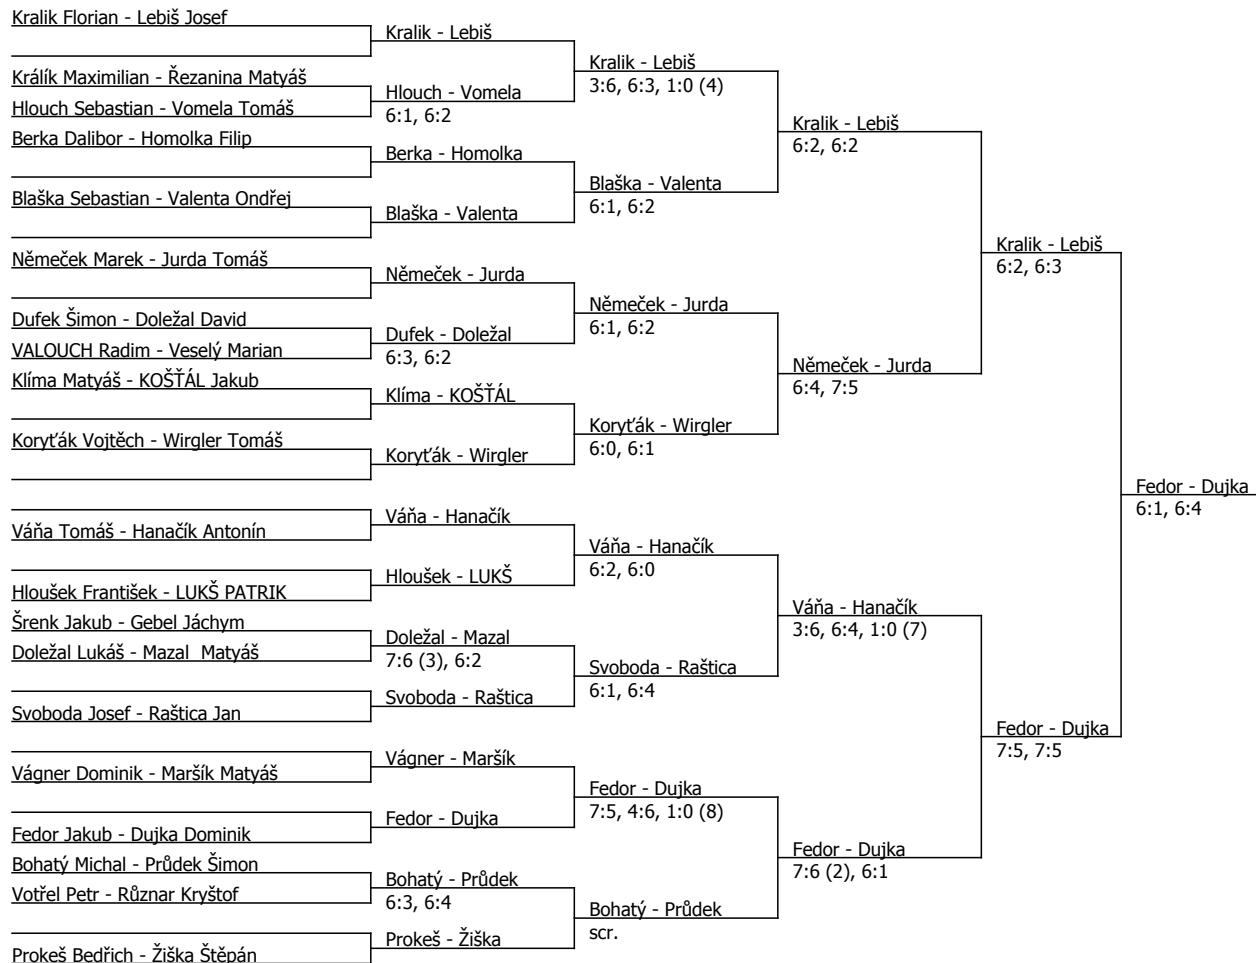 Kralik Florian - Lebiš Josef
Králík Maximilian - Řezanina Matyáš
Hlouch Sebastian - Vomela Tomáš
Berka Dalibor - Homolka Filip
Blaška Sebastian - Valenta Ondřej
Němeček Marek - Jurda Tomáš
Dufek Šimon - Doležal David
VALOUCH Radim - Veselý Marian
Klíma Matyáš - KOŠŤÁL Jakub
Koryťák Vojtěch - Wirgler Tomáš
Váňa Tomáš - Hanačík Antonín
Hloušek František - LUKŠ PATRIK
Šrenk Jakub - Gebel Jáchym
Doležal Lukáš - Mazal  Matyáš
Svoboda Josef - Raštica Jan
Vágner Dominik - Maršík Matyáš
Fedor Jakub - Dujka Dominik
Bohatý Michal - Průdek Šimon
Votřel Petr - Různar Kryštof
Prokeš Bedřich - Žiška Štěpán
Kralik - Lebiš
Hlouch - Vomela
6:1, 6:2
Berka - Homolka
Blaška - Valenta
Němeček - Jurda
Dufek - Doležal
6:3, 6:2
Klíma - KOŠŤÁL
Koryťák - Wirgler
Váňa - Hanačík
Hloušek - LUKŠ
Doležal - Mazal
7:6 (3), 6:2
Svoboda - Raštica
Vágner - Maršík
Fedor - Dujka
Bohatý - Průdek
6:3, 6:4
Prokeš - Žiška
Kralik - Lebiš
3:6, 6:3, 1:0 (4)
Blaška - Valenta
6:1, 6:2
Němeček - Jurda
6:1, 6:2
Koryťák - Wirgler
6:0, 6:1
Váňa - Hanačík
6:2, 6:0
Svoboda - Raštica
6:1, 6:4
Fedor - Dujka
7:5, 4:6, 1:0 (8)
Bohatý - Průdek
scr.
Kralik - Lebiš
6:2, 6:2
Němeček - Jurda
6:4, 7:5
Váňa - Hanačík
3:6, 6:4, 1:0 (7)
Fedor - Dujka
7:6 (2), 6:1
Kralik - Lebiš
6:2, 6:3
Fedor - Dujka
7:5, 7:5
Fedor - Dujka
6:1, 6:4